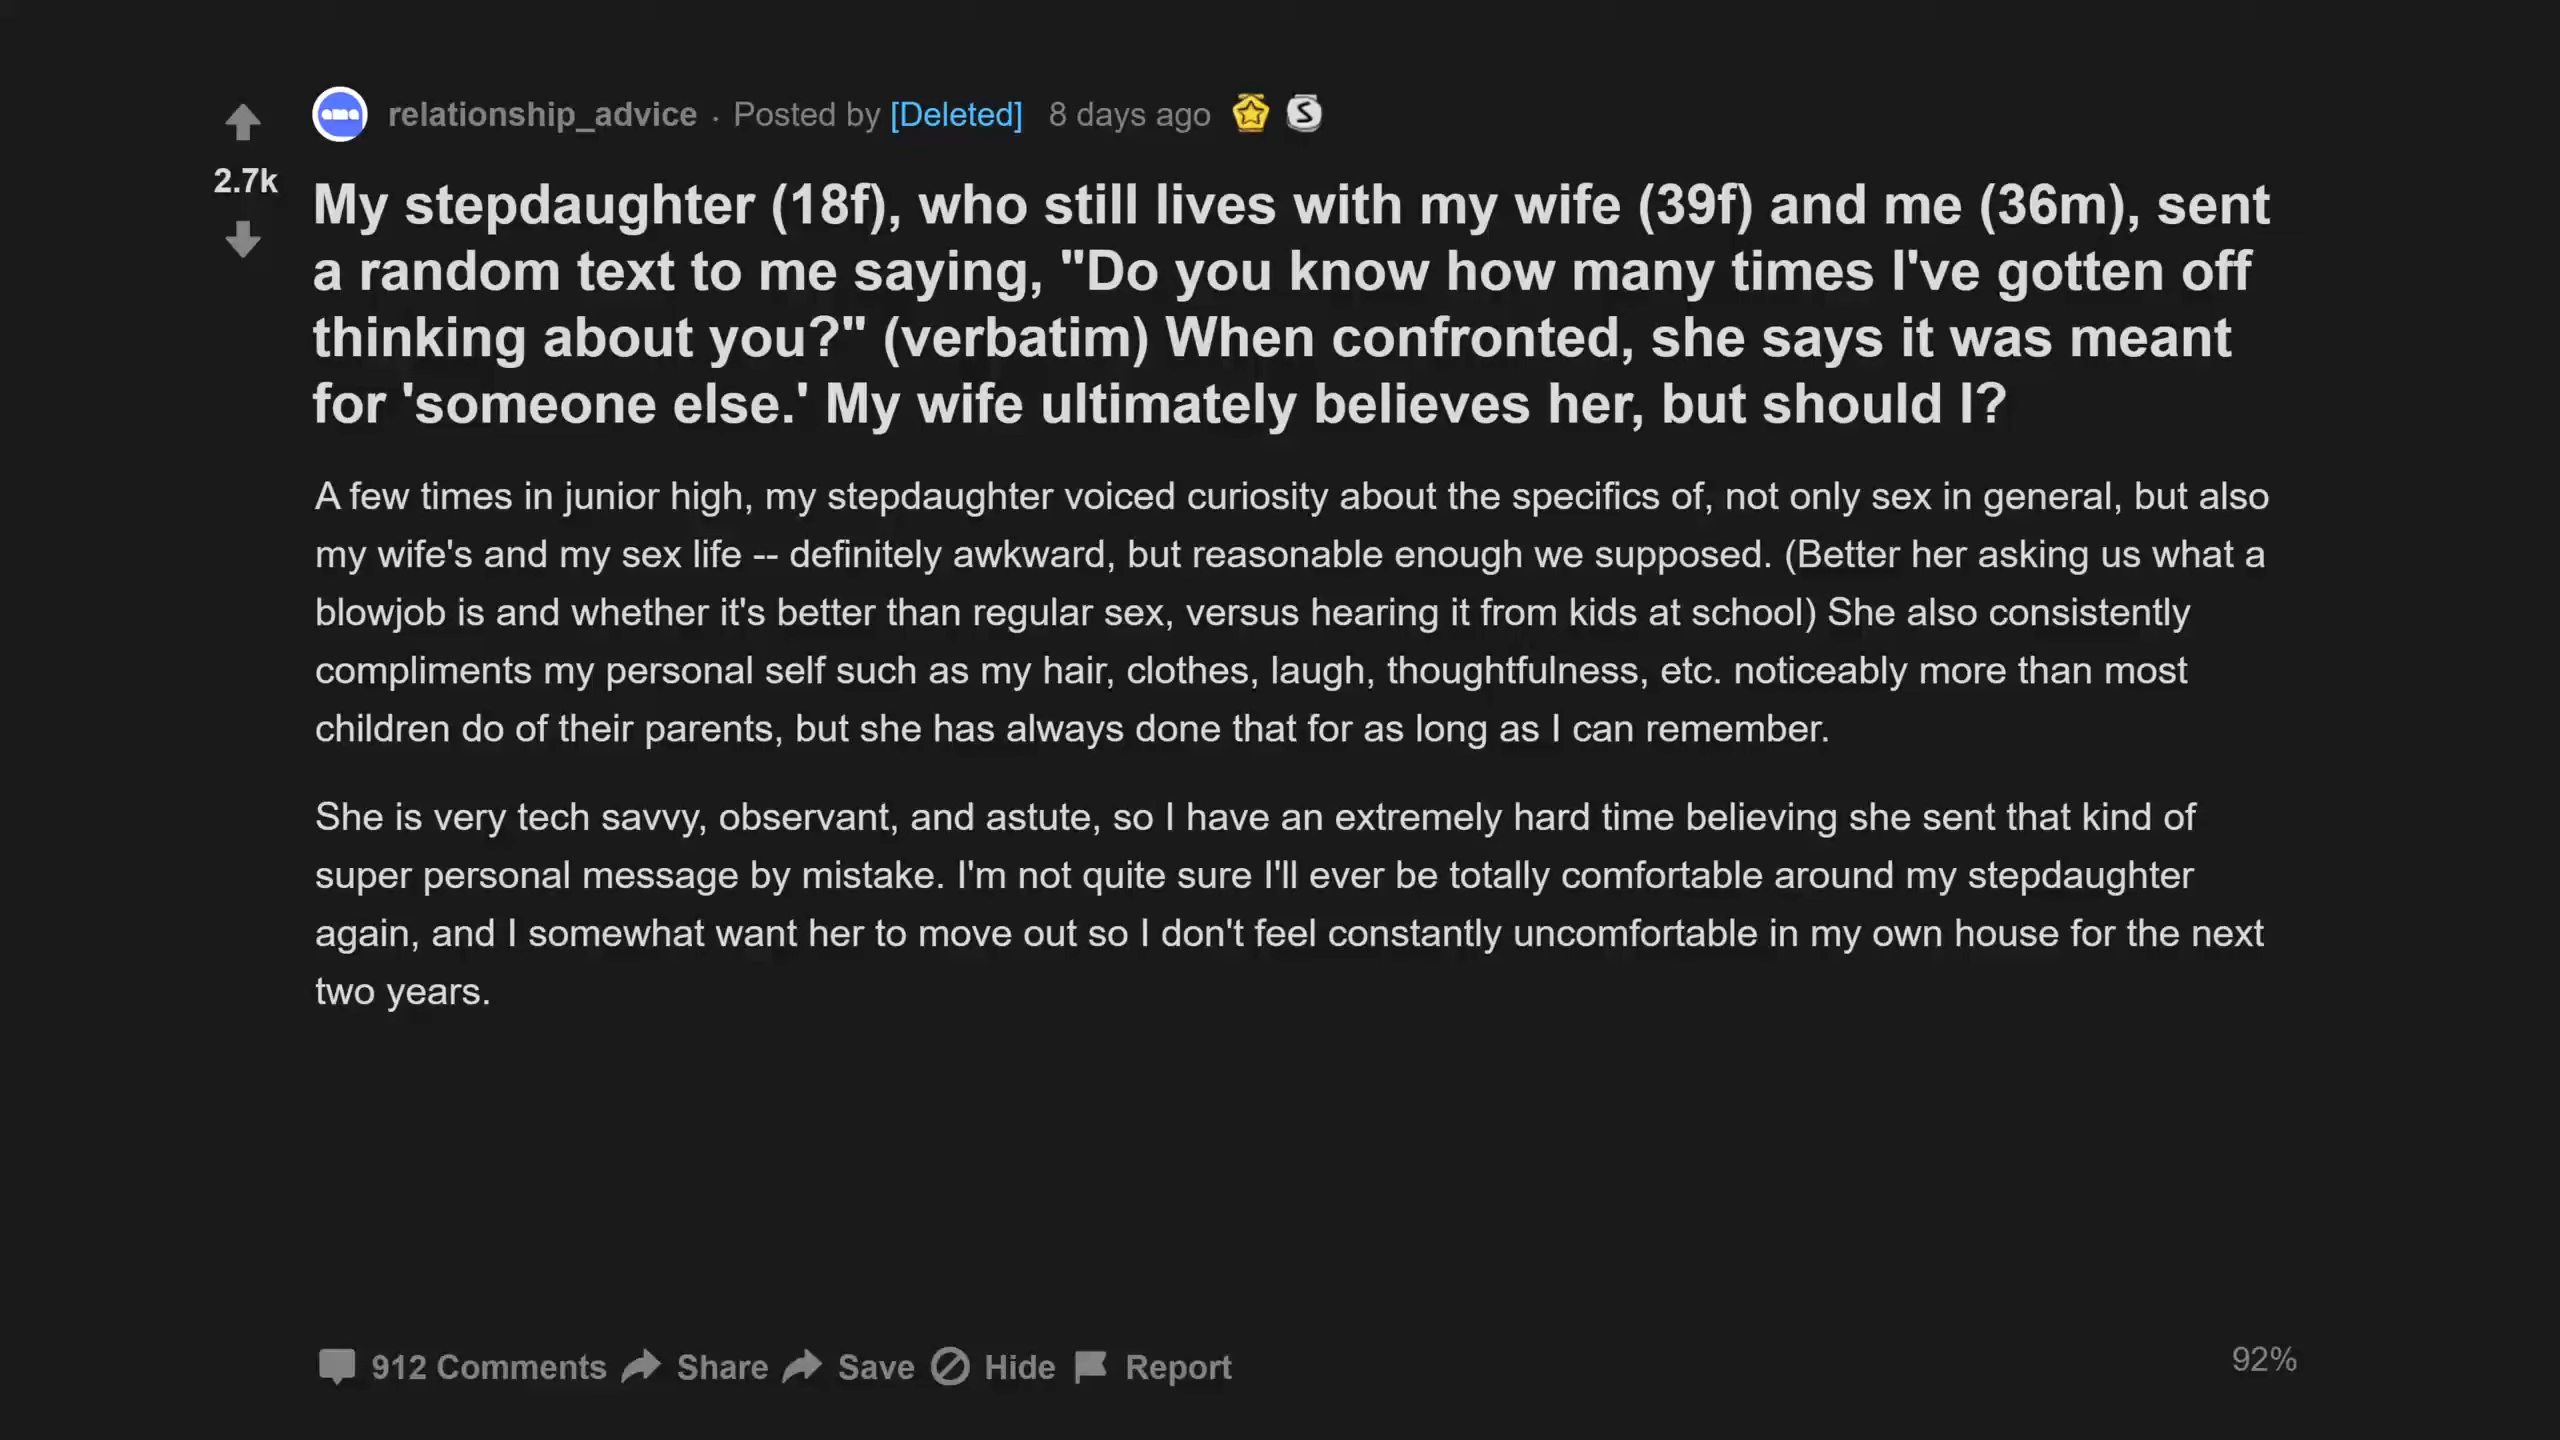 relationship_advice · Posted by [Deleted] 8 days ago
2.7k
My stepdaughter (18f), who still lives with my wife (39f) and me (36m), sent
a random text to me saying, "Do you know how many times I've gotten off
thinking about you?" (verbatim) When confronted, she says it was meant
for 'someone else.' My wife ultimately believes her, but should I?
A few times in junior high, my stepdaughter voiced curiosity about the specifics of, not only sex in general, but also
my wife's and my sex life -- definitely awkward, but reasonable enough we supposed. (Better her asking us what a
blowjob is and whether it's better than regular sex, versus hearing it from kids at school) She also consistently
compliments my personal self such as my hair, clothes, laugh, thoughtfulness, etc. noticeably more than most
children do of their parents, but she has always done that for as long as I can remember.
She is very tech savvy, observant, and astute, so I have an extremely hard time believing she sent that kind of
super personal message by mistake. I'm not quite sure I'll ever be totally comfortable around my stepdaughter
again, and I somewhat want her to move out so I don't feel constantly uncomfortable in my own house for the next
two years.
912 Comments Share Save Hide Report
92%